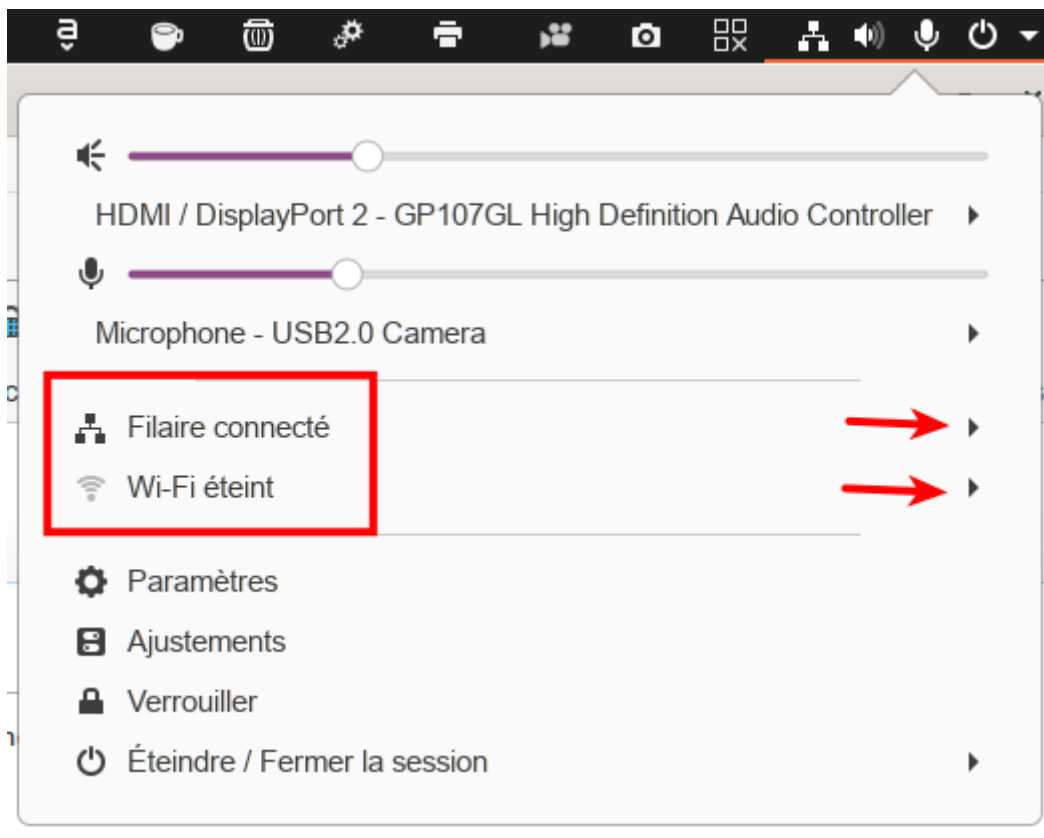 HDMI / DisplayPort 2 - GP107GL High Definition Audio Controller
Microphone - USB2.0 Camera
Filaire connecté
Wi-Fi éteint
Paramètres
Ajustements
Verrouiller
Éteindre / Fermer la session